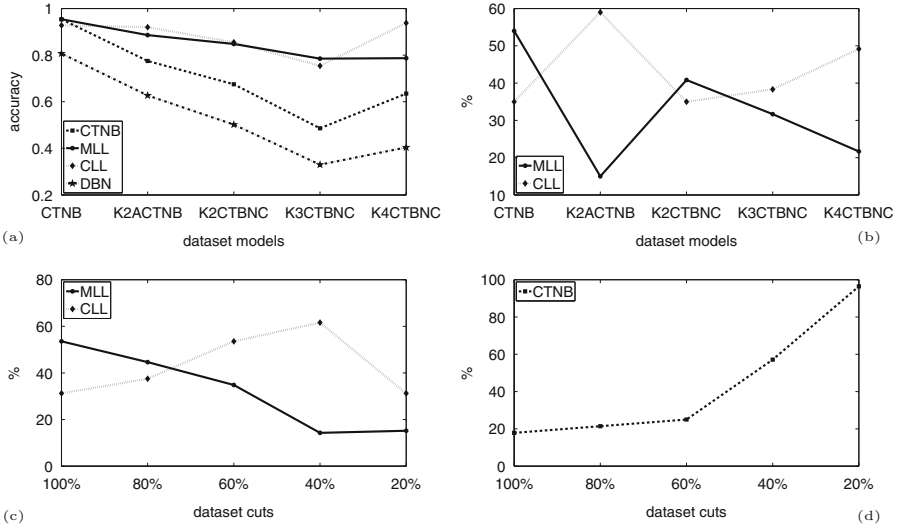 1
0.8
0.6
0.4
0.2
accuracy
CTNB
MLL
CLL
DBN
CTNB K2ACTNB K2CTBNC K3CTBNC K4CTBNC
dataset models
(a)
60
50
40
30
20
10
%
MLL
CLL
CTNB K2ACTNB K2CTBNC K3CTBNC K4CTBNC
dataset models
(b)
80
60
40
20
0
%
MLL
CLL
100% 80% 60% 40% 20%
dataset cuts
(c)
100
80
60
40
20
0
%
CTNB
100% 80% 60% 40% 20%
dataset cuts
(d)